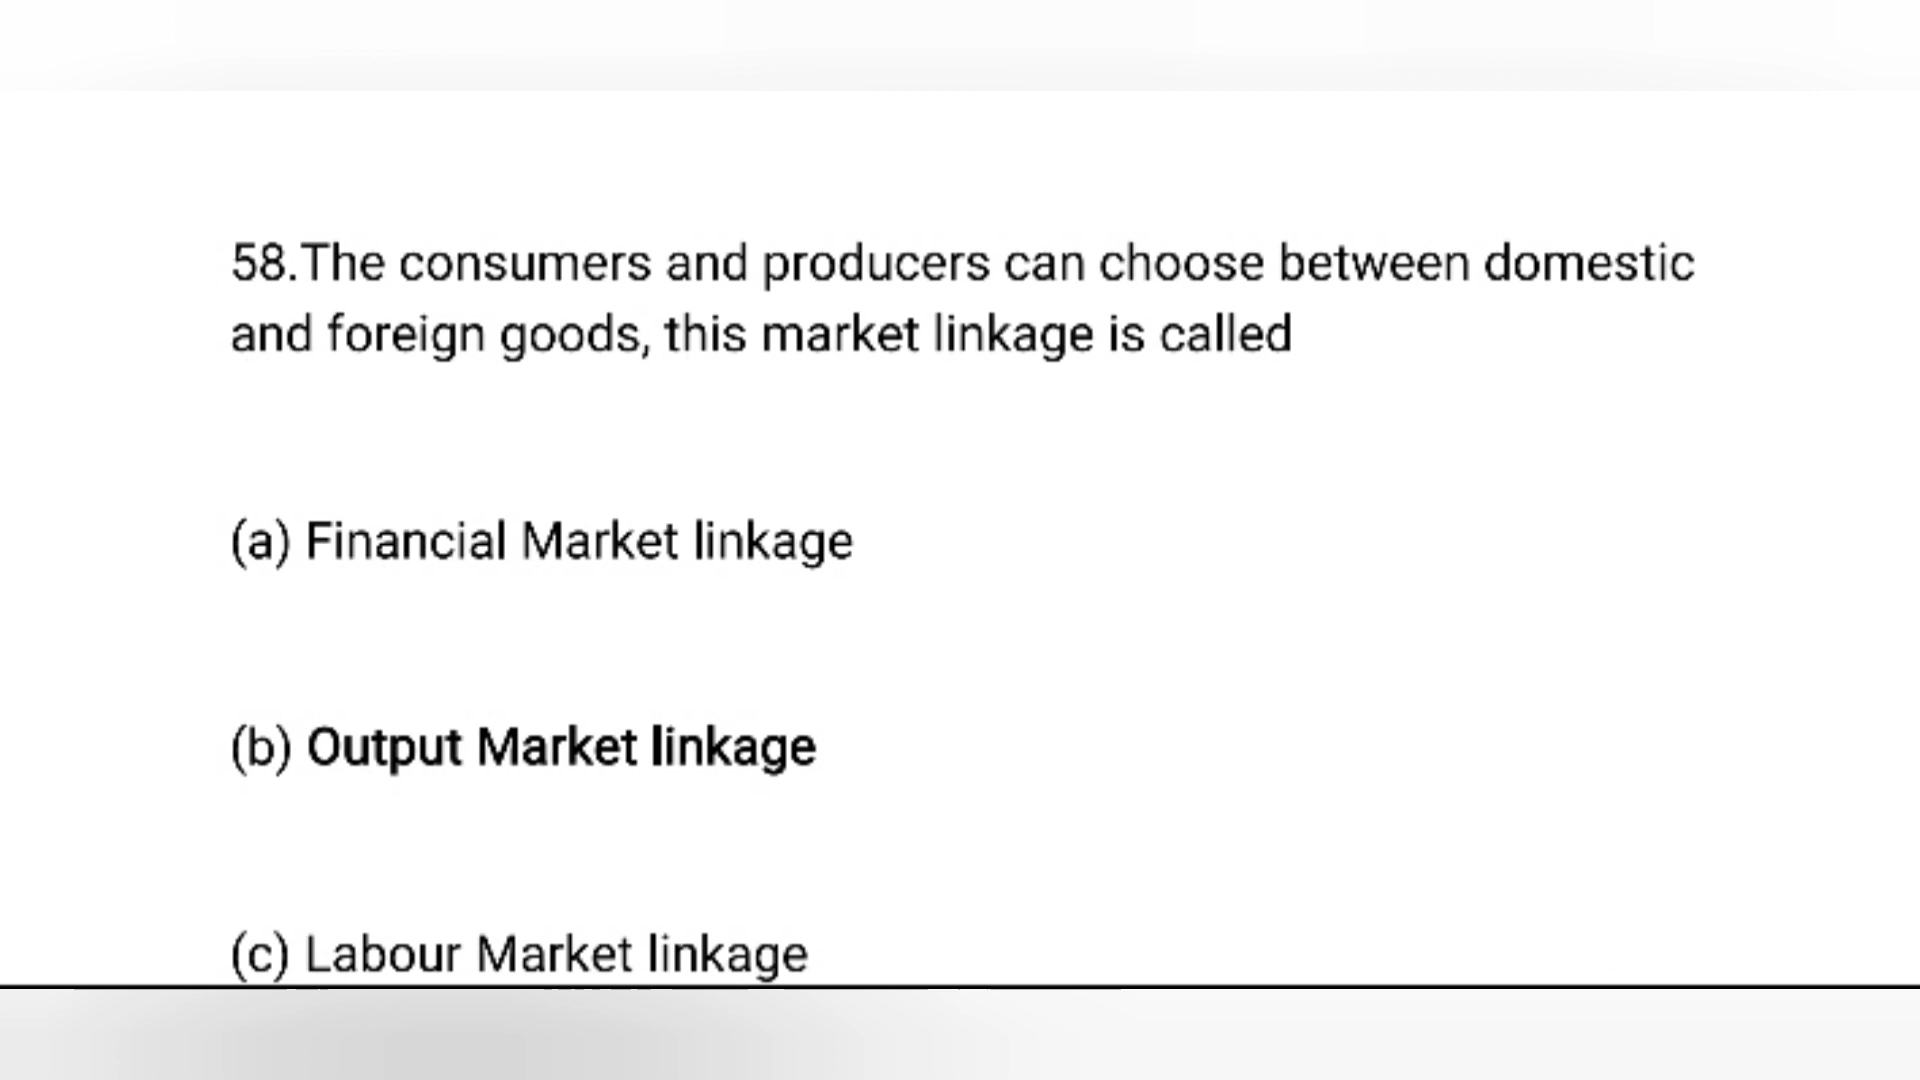 58.The consumers and producers can choose between domestic
and foreign goods, this market linkage is called
(a) Financial Market linkage
(b) Output Market linkage
(c) Labour Market linkage